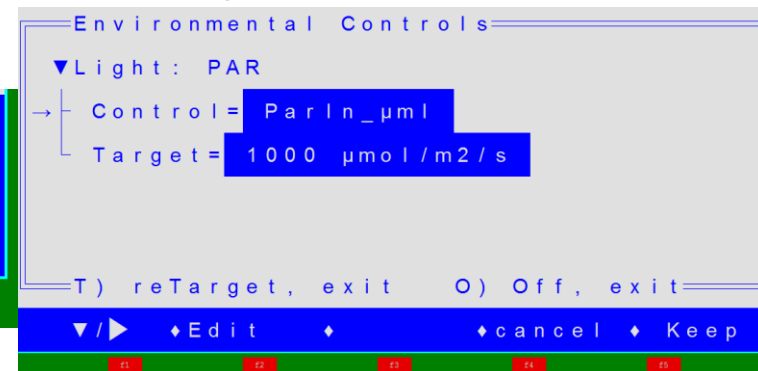 Environmental Controls
▼Light: PAR
→ Control= ParIn_µml
Target= 1000 µmol/m2/s
T) reTarget, exit O) Off, exit
▼/▶ ♦Edit ♦ ♦cancel ♦ Keep
f1 f2 f3 f4 f5